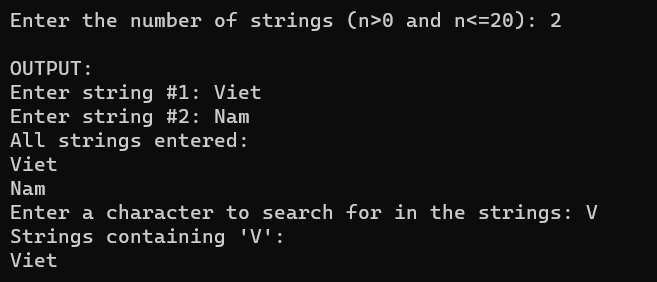 Enter the number of strings (n>0 and n<=20): 2
OUTPUT:
Enter string #1: Viet
Enter string #2: Nam
All strings entered:
Viet
Nam
Enter a character to search for in the strings: V
Strings containing 'V':
Viet